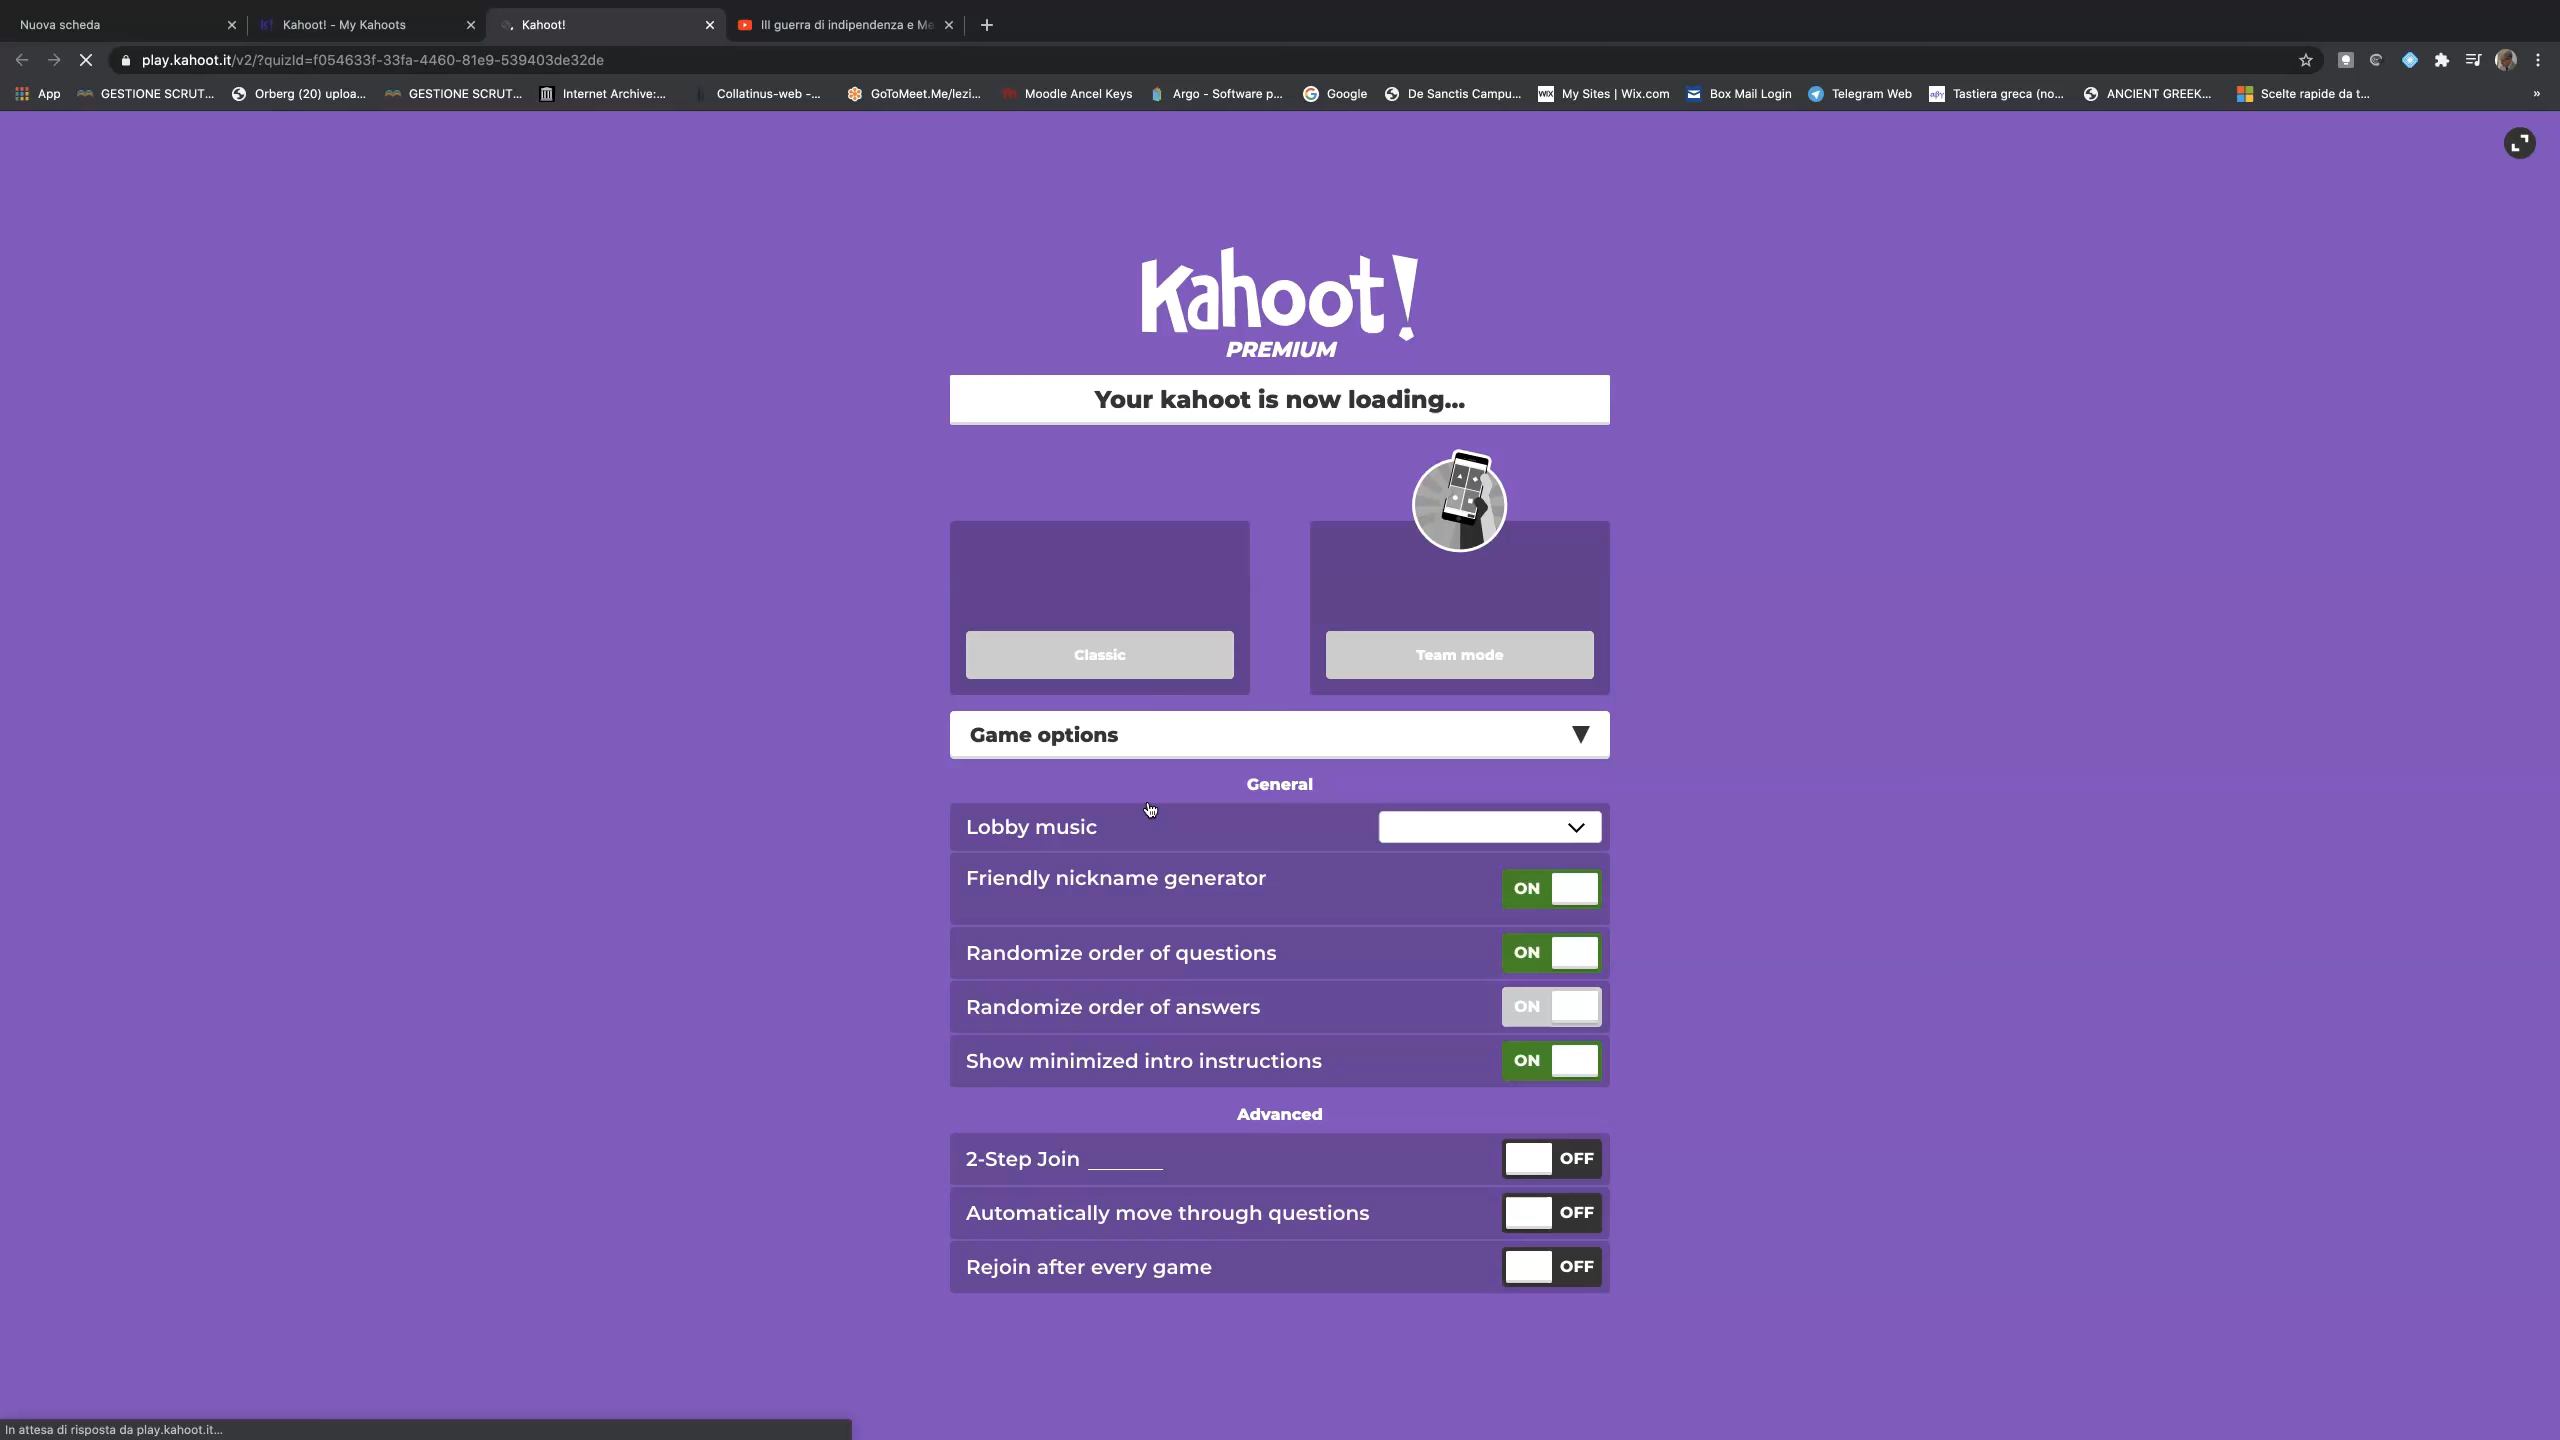 Nuova scheda
Kahoot! - My Kahoots
Kahoot!
III guerra di indipendenza e Me
play.kahoot.it/v2/?quizId=f054633f-33fa-4460-81e9-539403de32de
App
GESTIONE SCRUT...
Orberg (20) uploa...
GESTIONE SCRUT...
Internet Archive:...
Collatinus-web -...
GoToMeet.Me/lezi...
Moodle Ancel Keys
Argo - Software p...
Google
De Sanctis Campu...
WIX
My Sites | Wix.com
Box Mail Login
Telegram Web
αβγ
Tastiera greca (no...
ANCIENT GREEK...
Scelte rapide da t...
»
Kahoot!
PREMIUM
Your kahoot is now loading...
Classic
Team mode
Game options
General
Lobby music
Friendly nickname generator
ON
Randomize order of questions
ON
Randomize order of answers
ON
Show minimized intro instructions
ON
Advanced
2-Step Join
OFF
Automatically move through questions
OFF
Rejoin after every game
OFF
In attesa di risposta da play.kahoot.it...